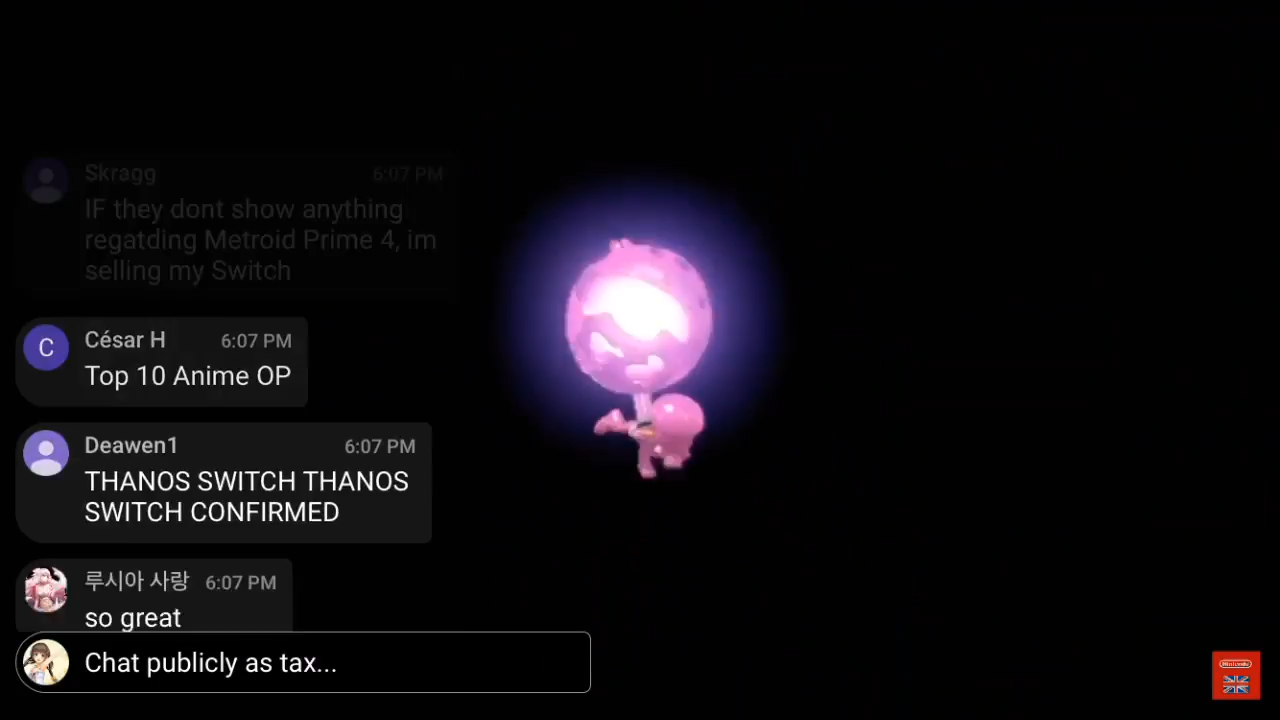 Skragg 6:07 PM
IF they dont show anything
regatding Metroid Prime 4, im
selling my Switch
C
César H 6:07 PM
Top 10 Anime OP
Deawen1 6:07 PM
THANOS SWITCH THANOS
SWITCH CONFIRMED
루시아 사랑 6:07 PM
so great
Chat publicly as tax...
Nintendo